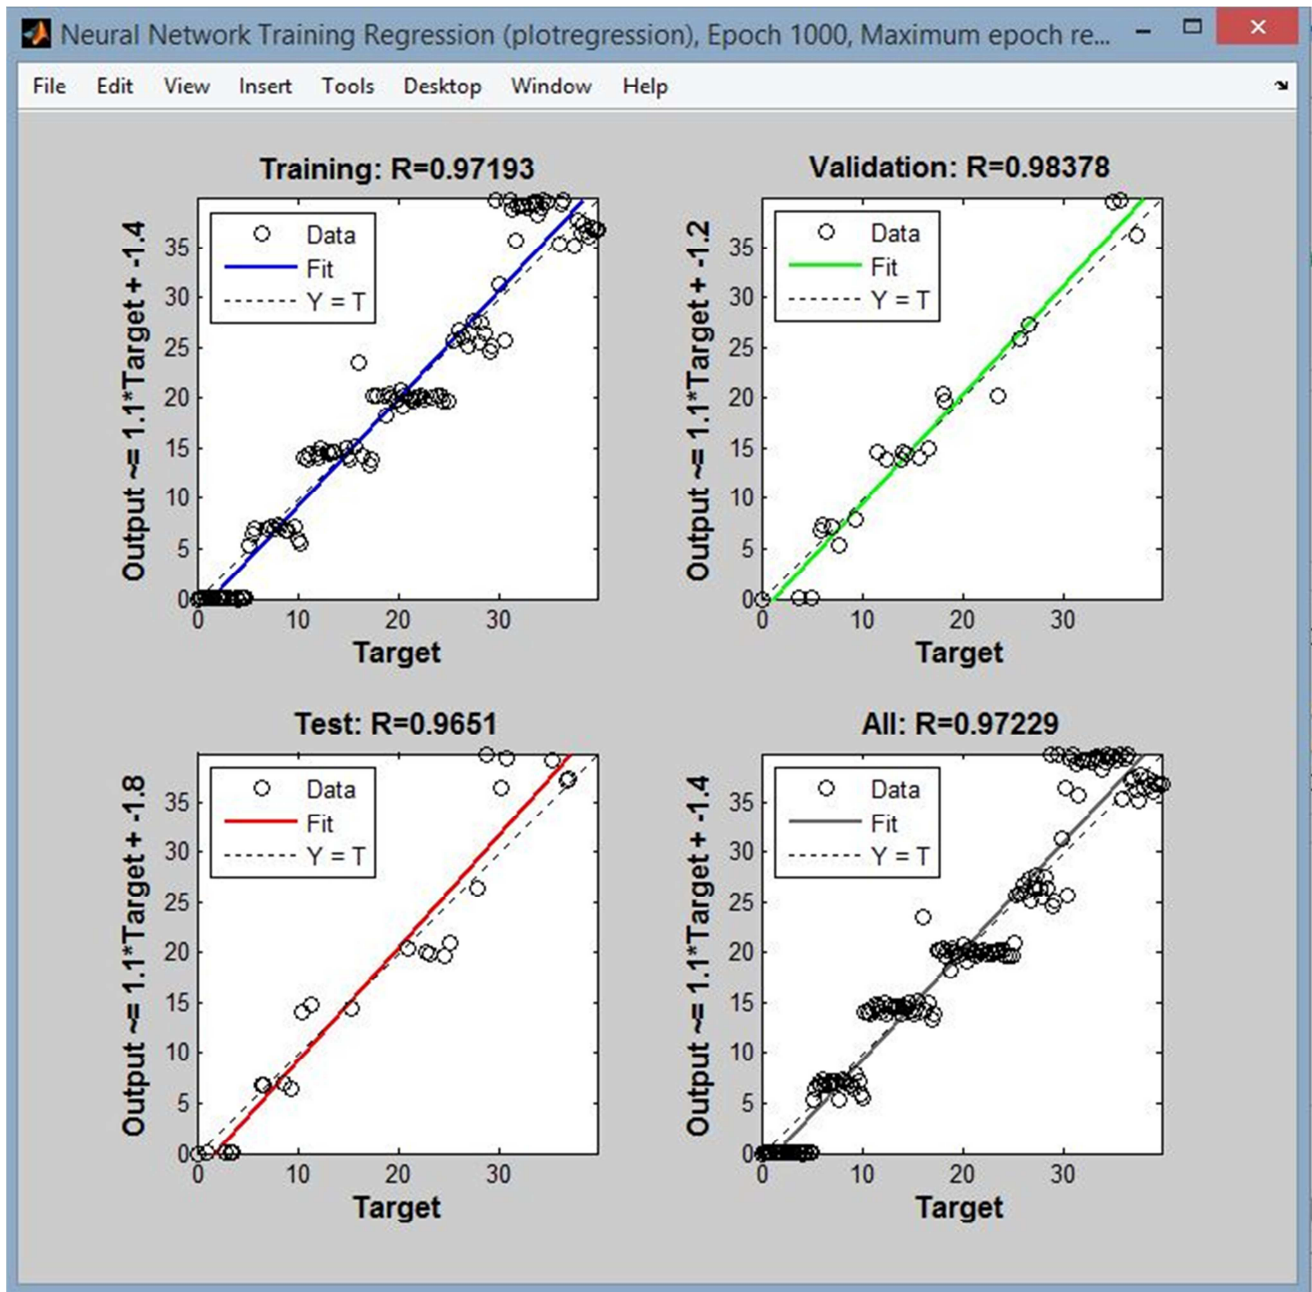 Neural Network Training Regression (plotregression), Epoch 1000, Maximum epoch re...
File Edit View Insert Tools Desktop Window Help
Training: R=0.97193
Output ~= 1.1*Target + -1.4
Data
Fit
Y = T
35
30
25
20
15
10
5
0
0 10 20 30
Target
Validation: R=0.98378
Output ~= 1.1*Target + -1.2
Data
Fit
Y = T
35
30
25
20
15
10
5
0
0 10 20 30
Target
Test: R=0.9651
Output ~= 1.1*Target + -1.8
Data
Fit
Y = T
35
30
25
20
15
10
5
0
0 10 20 30
Target
All: R=0.97229
Output ~= 1.1*Target + -1.4
Data
Fit
Y = T
35
30
25
20
15
10
5
0
0 10 20 30
Target